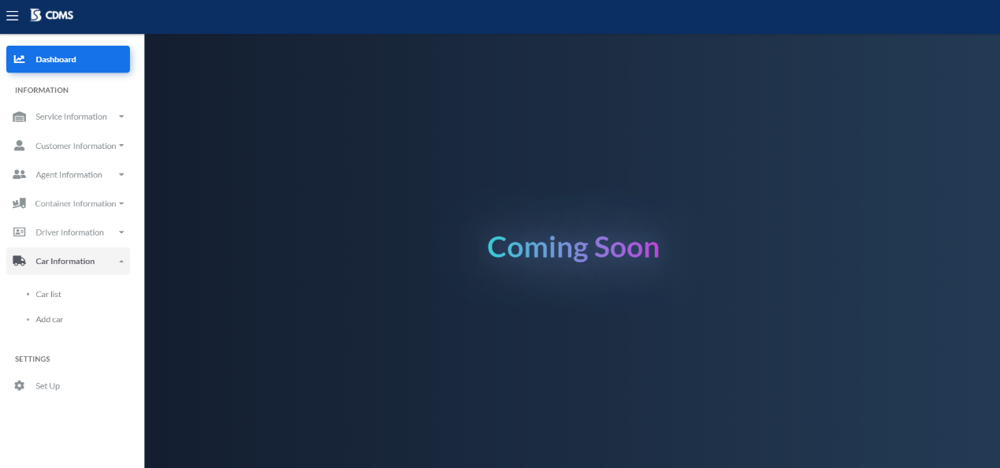 CDMS
Dashboard
INFORMATION
Service Information
Customer Information
Agent Information
Container Information
Driver Information
Car Information
Car list
Add car
SETTINGS
Set Up
Coming Soon